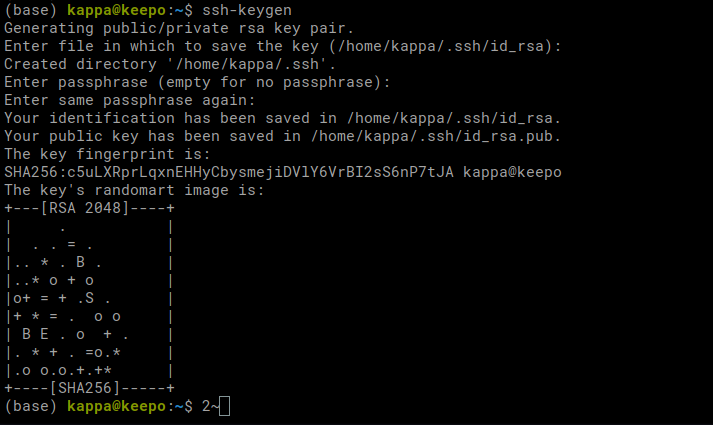 (base) kappa@keepo:~$ ssh-keygen
Generating public/private rsa key pair.
Enter file in which to save the key (/home/kappa/.ssh/id_rsa):
Created directory '/home/kappa/.ssh'.
Enter passphrase (empty for no passphrase):
Enter same passphrase again:
Your identification has been saved in /home/kappa/.ssh/id_rsa.
Your public key has been saved in /home/kappa/.ssh/id_rsa.pub.
The key fingerprint is:
SHA256:c5uLXRprLqxnEHHyCbysmejiDVlY6VrBI2sS6nP7tJA kappa@keepo
The key's randomart image is:
+---[RSA 2048]----+
|     .           |
|  . . = .        |
|.. * . B .       |
|..* o + o        |
|o+ = + .S .      |
|+ * = .  o o     |
| B E . o  + .    |
|. * + . =o.*     |
|.o o.o.+.+*      |
+----[SHA256]-----+
(base) kappa@keepo:~$ 2~